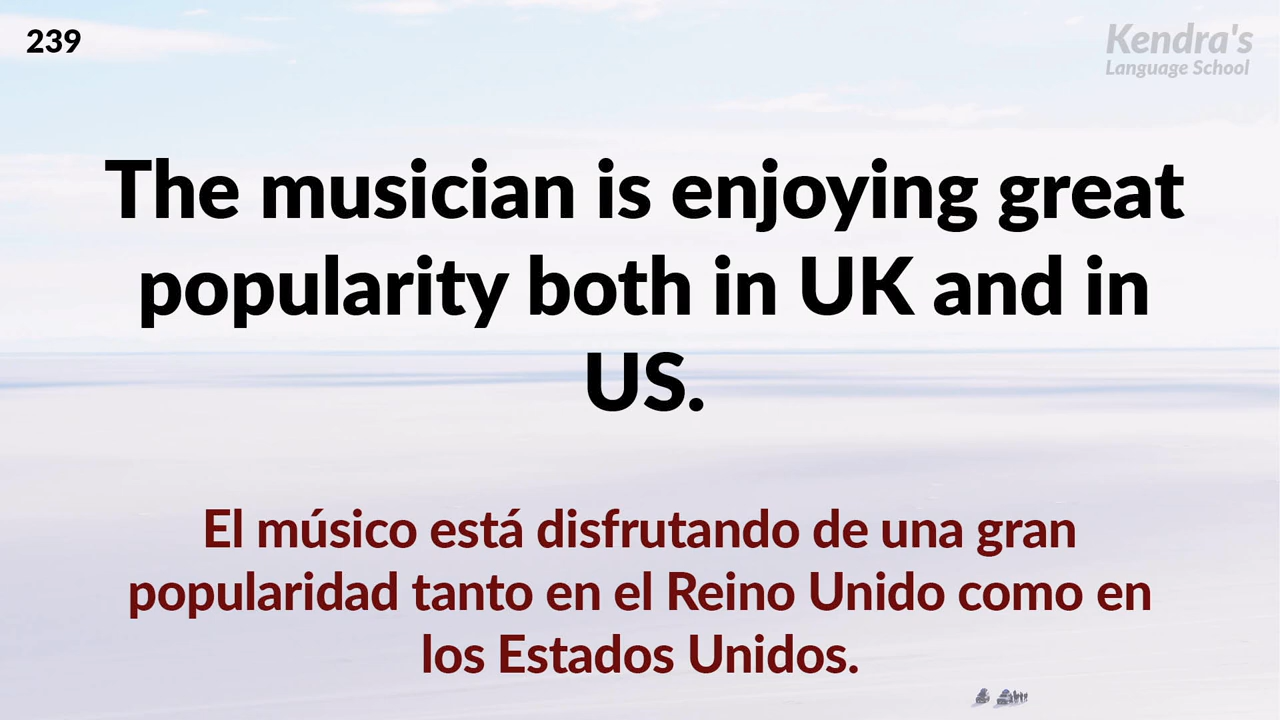 239
Kendra's
Language School
The musician is enjoying great
popularity both in UK and in
US.
El músico está disfrutando de una gran
popularidad tanto en el Reino Unido como en
los Estados Unidos.